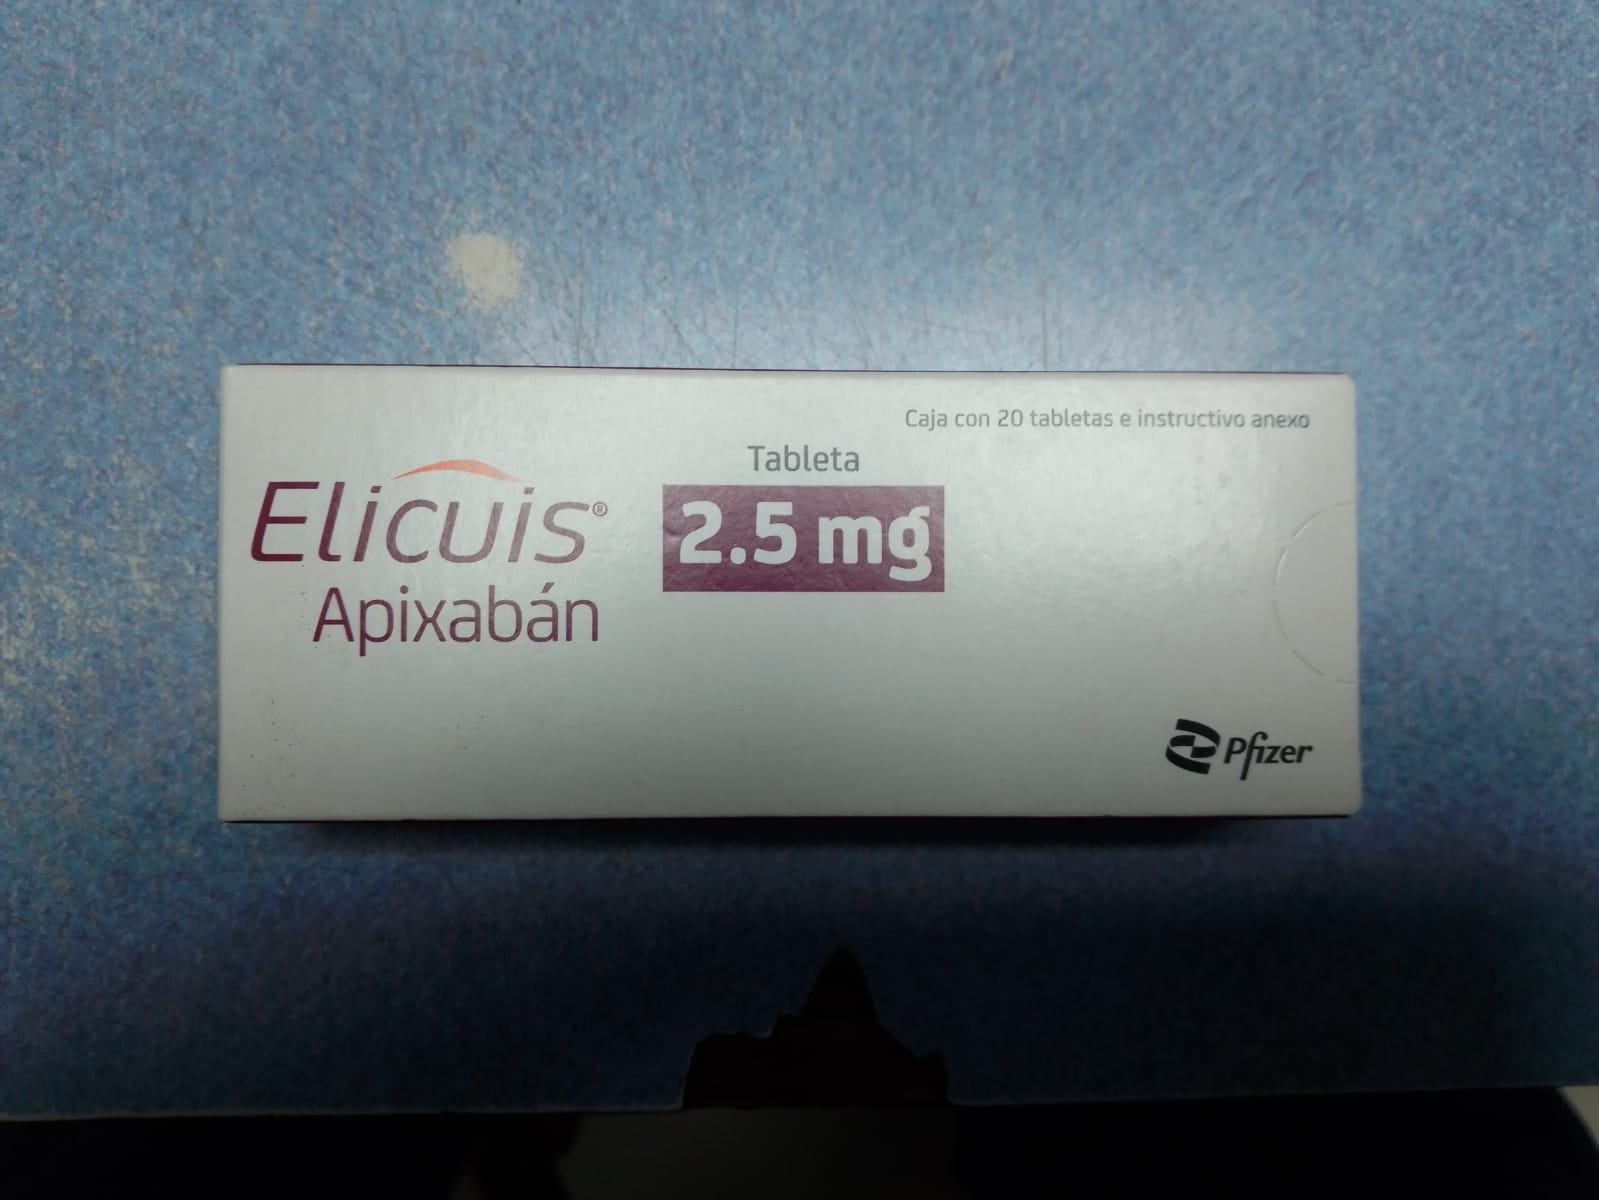 Caja con 20 tabletas e instructivo anexo
Tableta
Elicuis®
2.5 mg
Apixabán
Pfizer